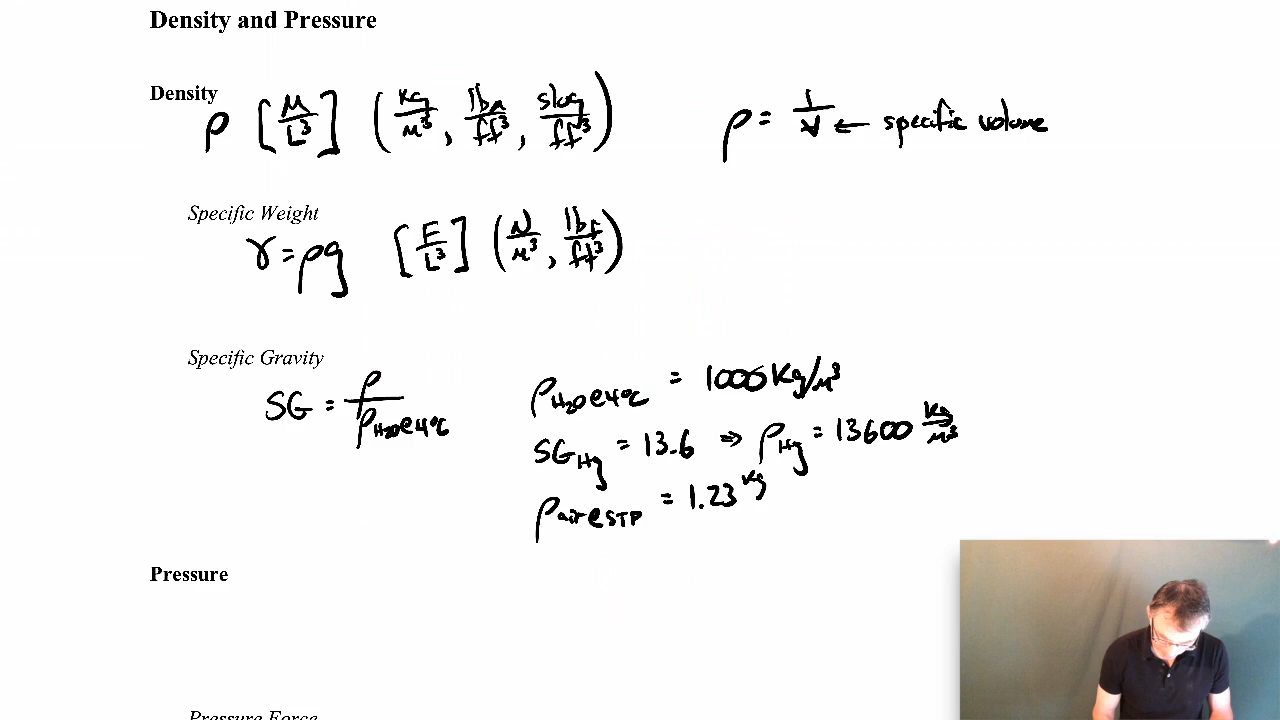 Density and Pressure
Density
ρ [M/L³] (kg/m³, lbm/ft³, slug/ft³) ρ = 1/v ← specific volume
Specific Weight
γ = ρg [F/L³] (N/m³, lbf/ft³)
Specific Gravity
SG = ρ/ρH₂O@4°C
ρH₂O@4°C = 1000 kg/m³
SGHg = 13.6 ⇒ ρHg = 13600 kg/m³
ρair@STP = 1.23 kg
Pressure
Pressure Force